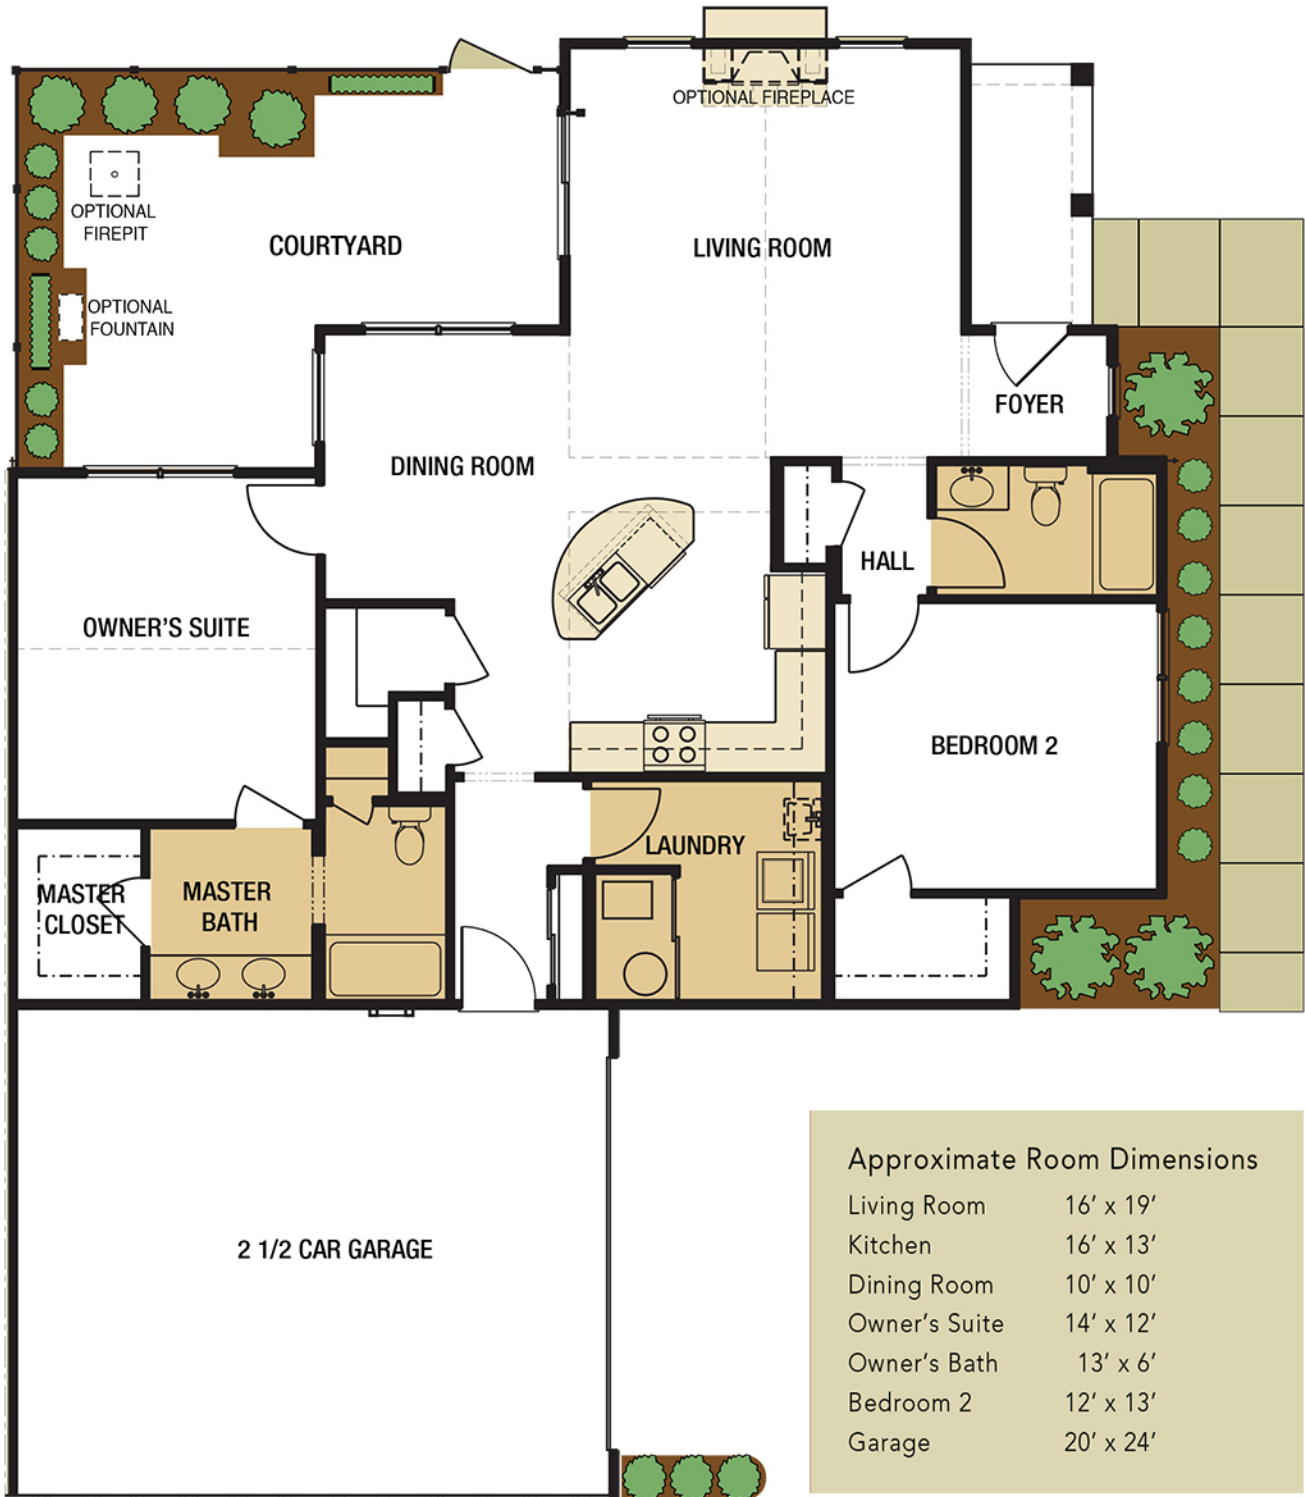 OPTIONAL FIREPLACE
OPTIONAL
FIREPIT
COURTYARD
LIVING ROOM
OPTIONAL
FOUNTAIN
FOYER
DINING ROOM
HALL
OWNER'S SUITE
BEDROOM 2
LAUNDRY
MASTER
CLOSET
MASTER
BATH
2 1/2 CAR GARAGE
Approximate Room Dimensions
Living Room 16' x 19'
Kitchen 16' x 13'
Dining Room 10' x 10'
Owner's Suite 14' x 12'
Owner's Bath 13' x 6'
Bedroom 2 12' x 13'
Garage 20' x 24'